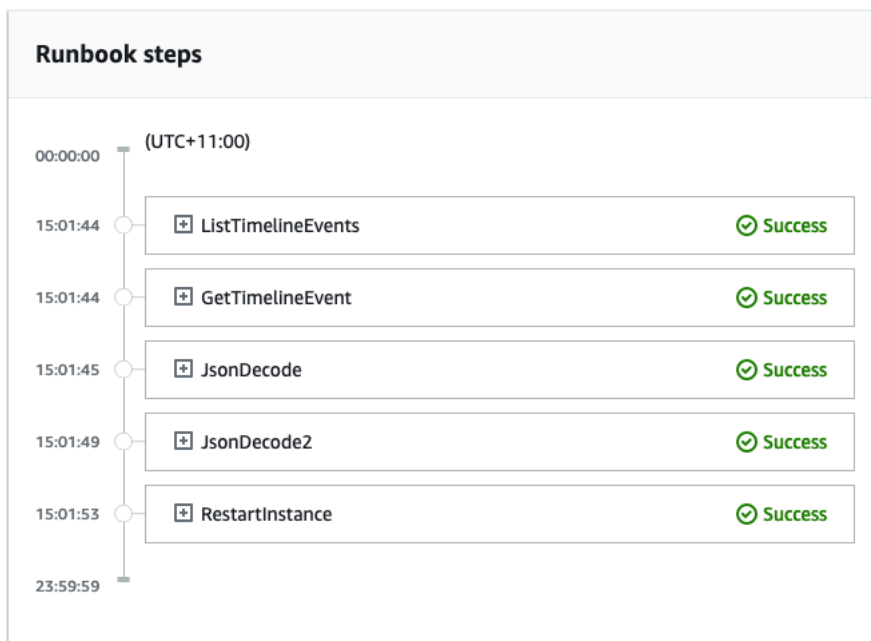 Runbook steps
(UTC+11:00)
00:00:00
15:01:44 ListTimelineEvents Success
15:01:44 GetTimelineEvent Success
15:01:45 JsonDecode Success
15:01:49 JsonDecode2 Success
15:01:53 RestartInstance Success
23:59:59